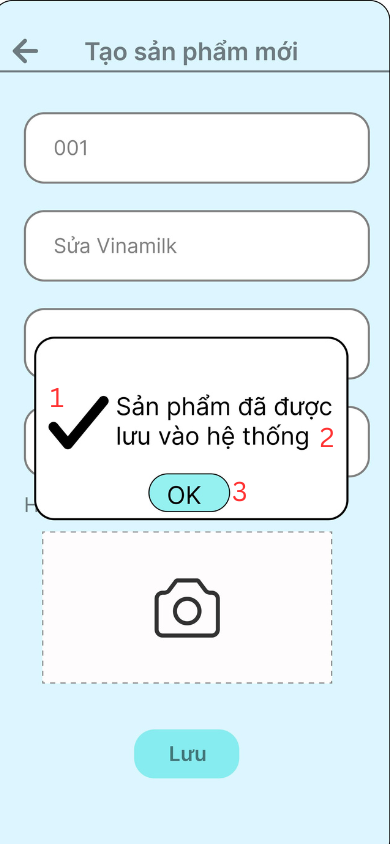 Tạo sản phẩm mới
001
Sửa Vinamilk
1
Sản phẩm đã được
lưu vào hệ thống 2
OK 3
H
Lưu